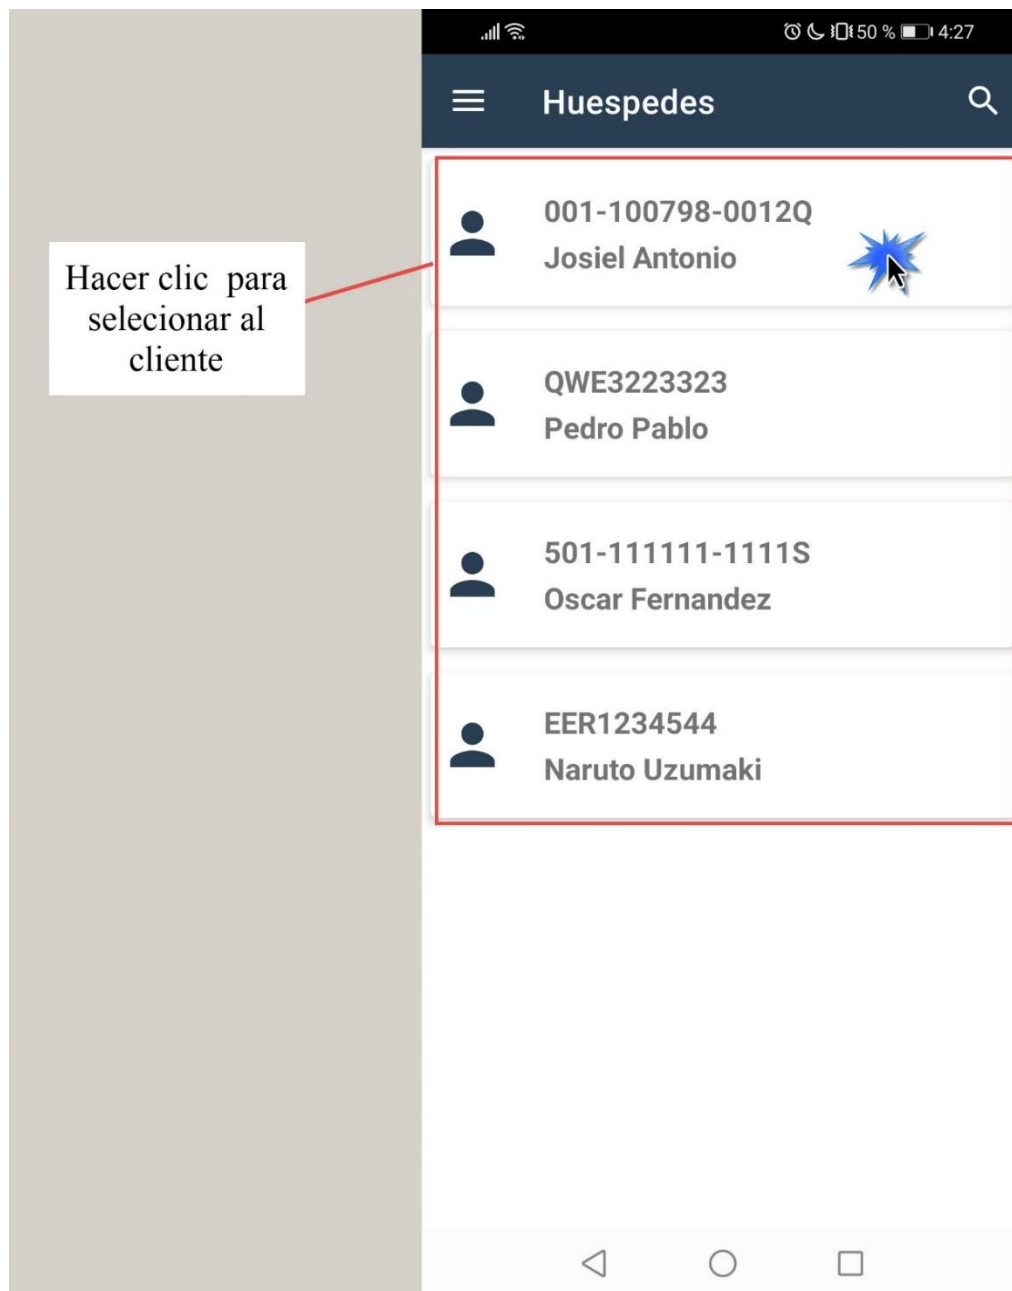 50 % 4:27
Huespedes
001-100798-0012Q
Josiel Antonio
Hacer clic  para
selecionar al
cliente
QWE3223323
Pedro Pablo
501-111111-1111S
Oscar Fernandez
EER1234544
Naruto Uzumaki